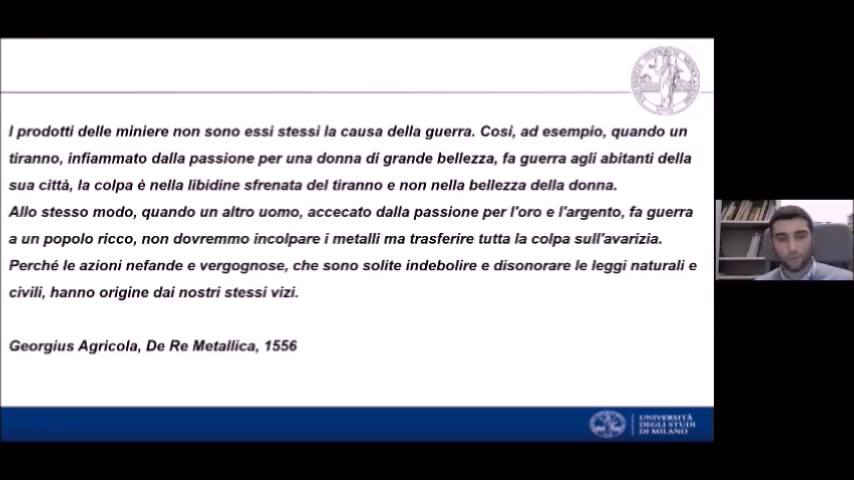 I prodotti delle miniere non sono essi stessi la causa della guerra. Così, ad esempio, quando un
tiranno, infiammato dalla passione per una donna di grande bellezza, fa guerra agli abitanti della
sua città, la colpa è nella libidine sfrenata del tiranno e non nella bellezza della donna.
Allo stesso modo, quando un altro uomo, accecato dalla passione per l'oro e l'argento, fa guerra
a un popolo ricco, non dovremmo incolpare i metalli ma trasferire tutta la colpa sull'avarizia.
Perché le azioni nefande e vergognose, che sono solite indebolire e disonorare le leggi naturali e
civili, hanno origine dai nostri stessi vizi.
Georgius Agricola, De Re Metallica, 1556
UNIVERSITÀ
DEGLI STUDI
DI MILANO